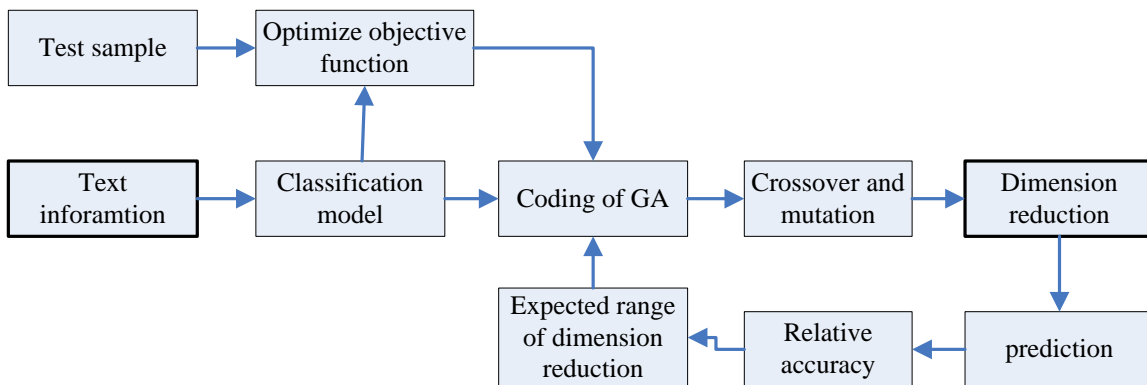 Test sample
Optimize objective
function
Text
inforamtion
Classification
model
Coding of GA
Crossover and
mutation
Dimension
reduction
Expected range
of dimension
reduction
Relative
accuracy
prediction